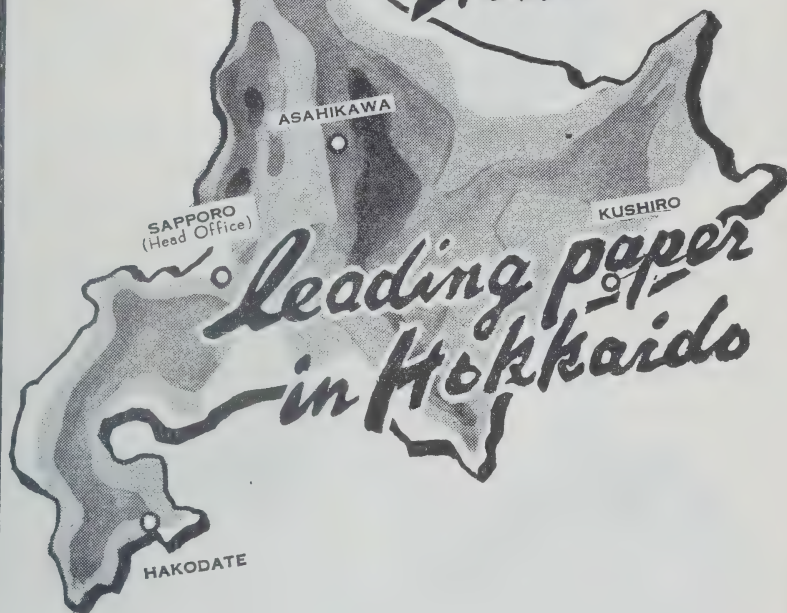 ASAHIKAWA
SAPPORO
(Head Office)
KUSHIRO
leading paper
in Hokkaido
HAKODATE